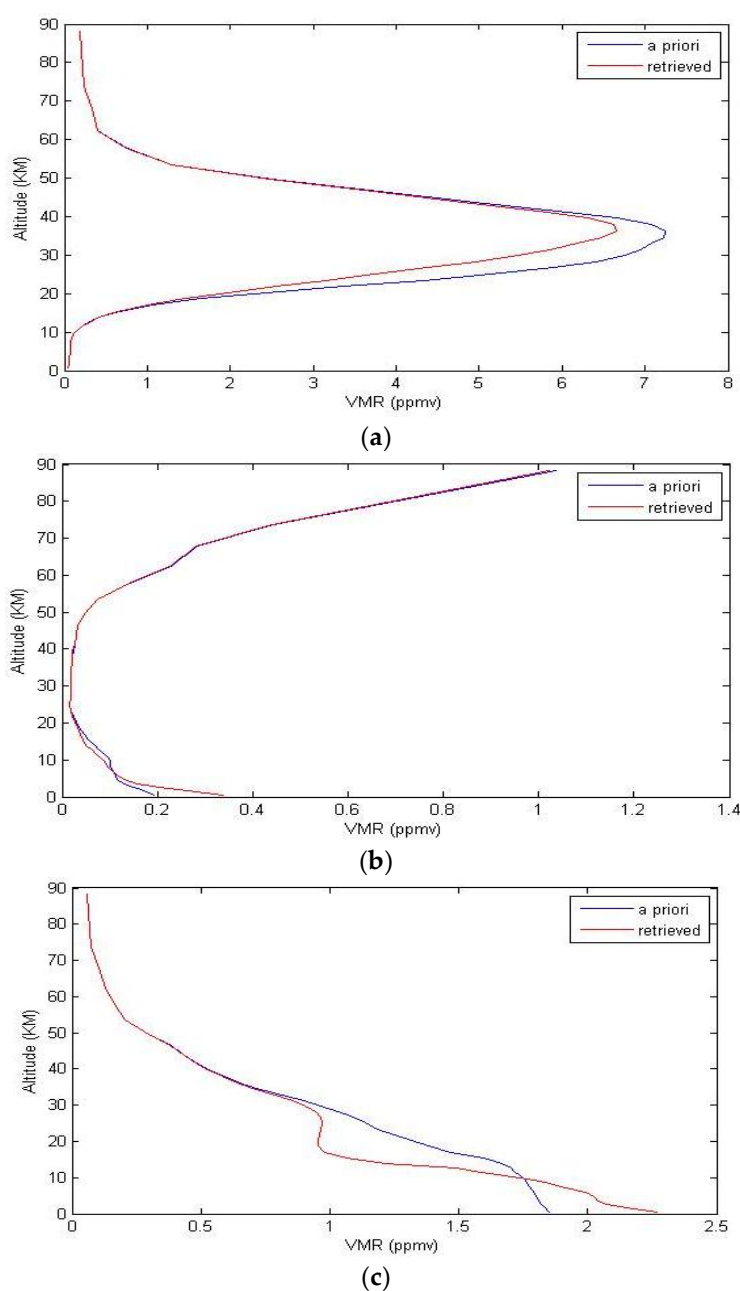 90
80
70
60
50
40
30
20
10
0
Altitude (KM)
a priori
retrieved
0 1 2 3 4 5 6 7 8
VMR (ppmv)
(a)
90
80
70
60
50
40
30
20
10
0
Altitude (KM)
a priori
retrieved
0 0.2 0.4 0.6 0.8 1 1.2 1.4
VMR (ppmv)
(b)
90
80
70
60
50
40
30
20
10
0
Altitude (KM)
a priori
retrieved
0 0.5 1 1.5 2 2.5
VMR (ppmv)
(c)